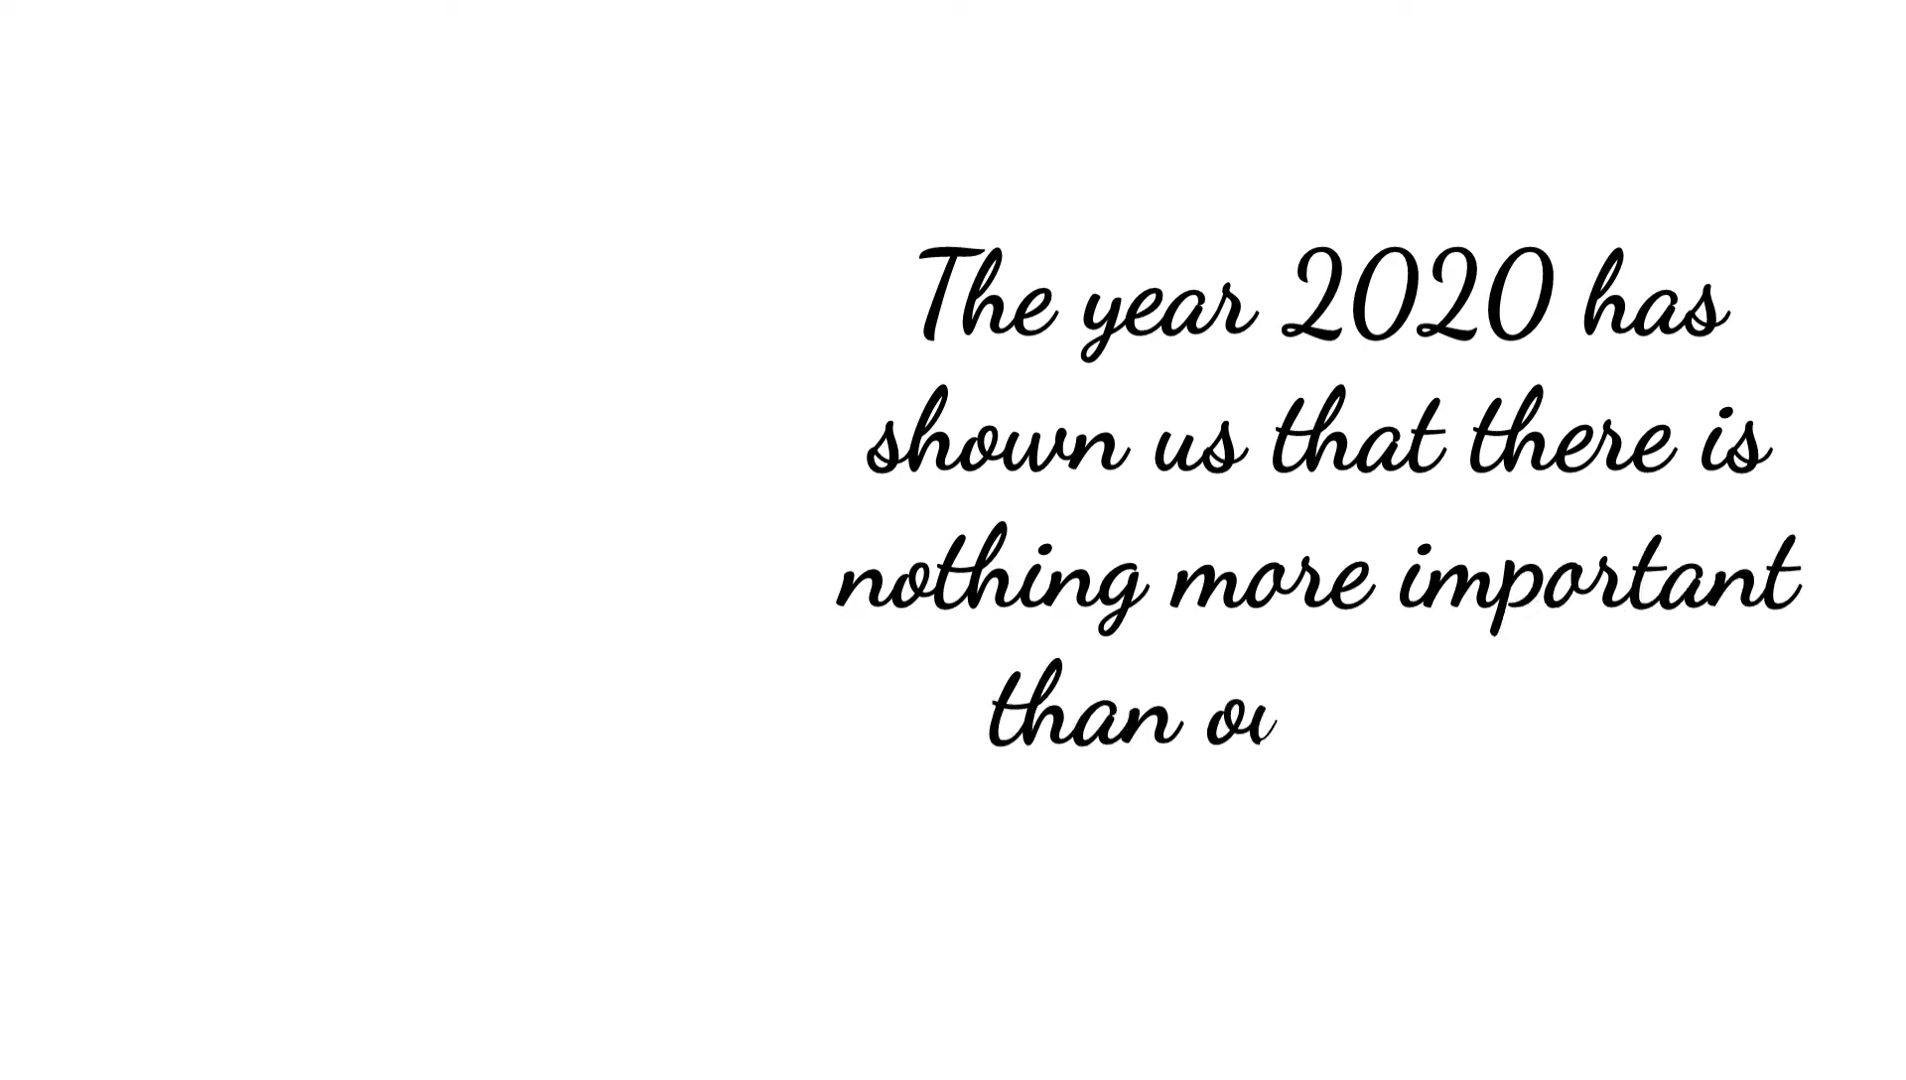 The year 2020 has
shown us that there is
nothing more important
than